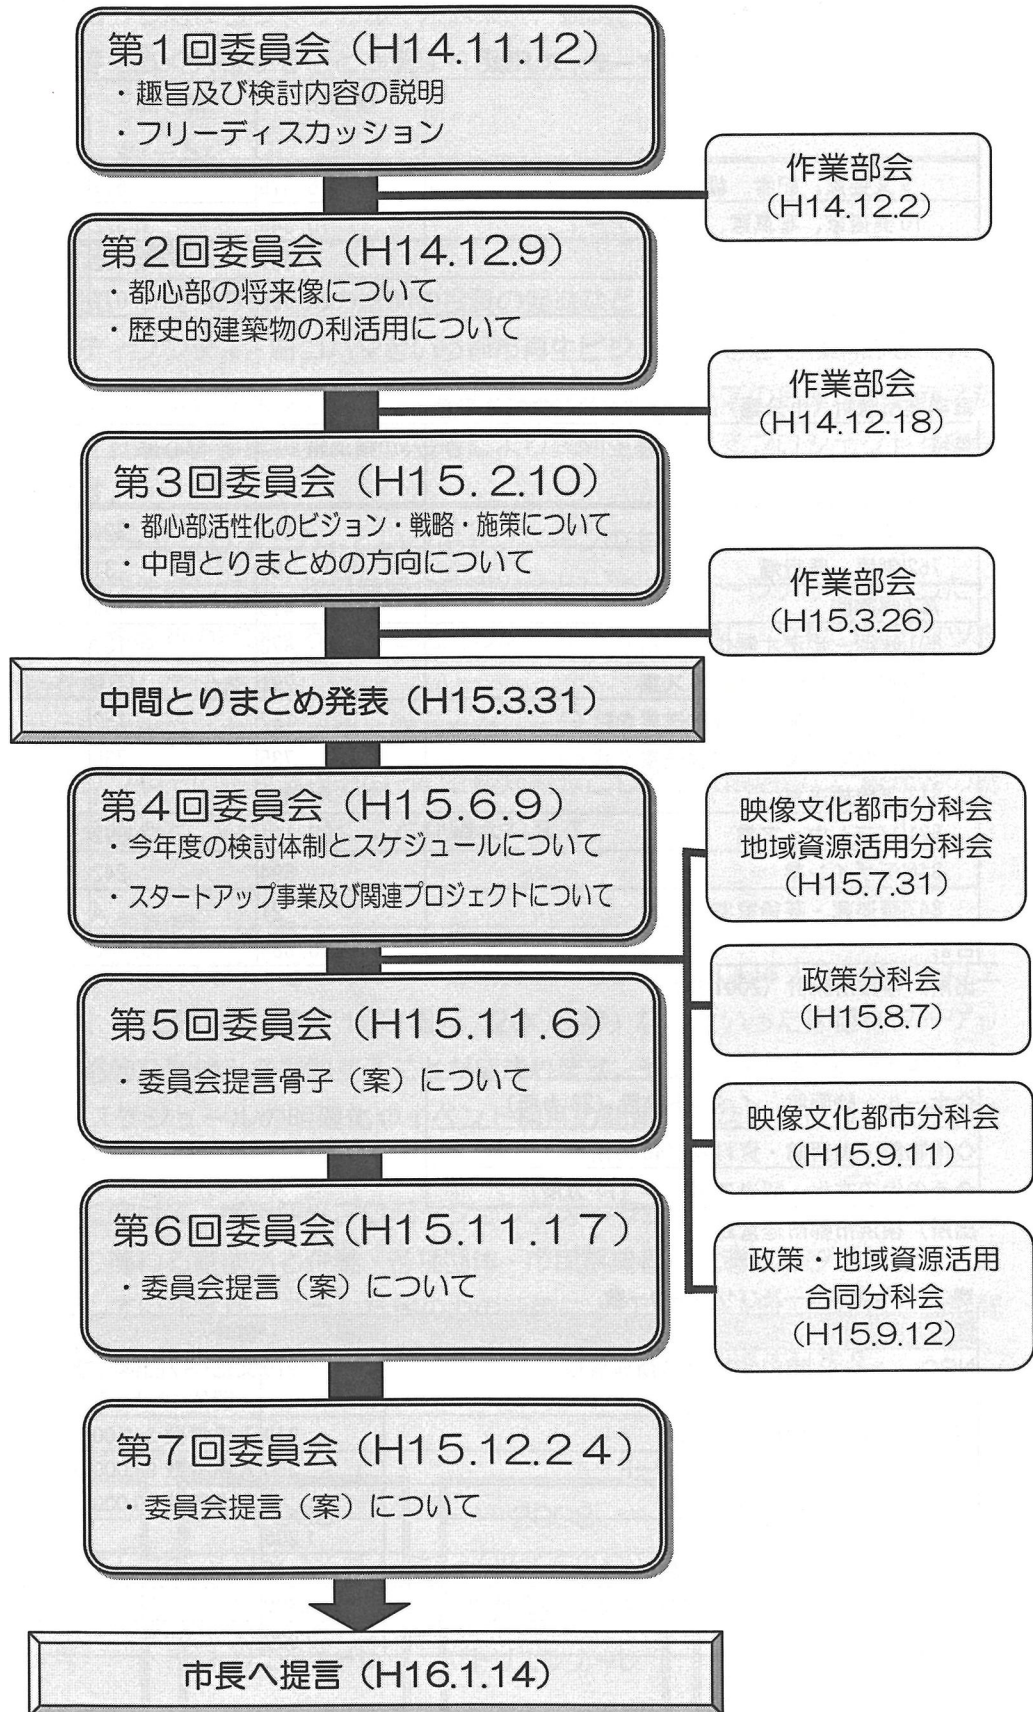 第1回委員会（H14.11.12）
・趣旨及び検討内容の説明
・フリーディスカッション
作業部会
（H14.12.2）
第2回委員会（H14.12.9）
・都心部の将来像について
・歴史的建築物の利活用について
作業部会
（H14.12.18）
第3回委員会（H15.2.10）
・都心部活性化のビジョン・戦略・施策について
・中間とりまとめの方向について
作業部会
（H15.3.26）
中間とりまとめ発表（H15.3.31）
第4回委員会（H15.6.9）
・今年度の検討体制とスケジュールについて
・スタートアップ事業及び関連プロジェクトについて
映像文化都市分科会
地域資源活用分科会
（H15.7.31）
政策分科会
（H15.8.7）
映像文化都市分科会
（H15.9.11）
政策・地域資源活用
合同分科会
（H15.9.12）
第5回委員会（H15.11.6）
・委員会提言骨子（案）について
第6回委員会（H15.11.17）
・委員会提言（案）について
第7回委員会（H15.12.24）
・委員会提言（案）について
市長へ提言（H16.1.14）